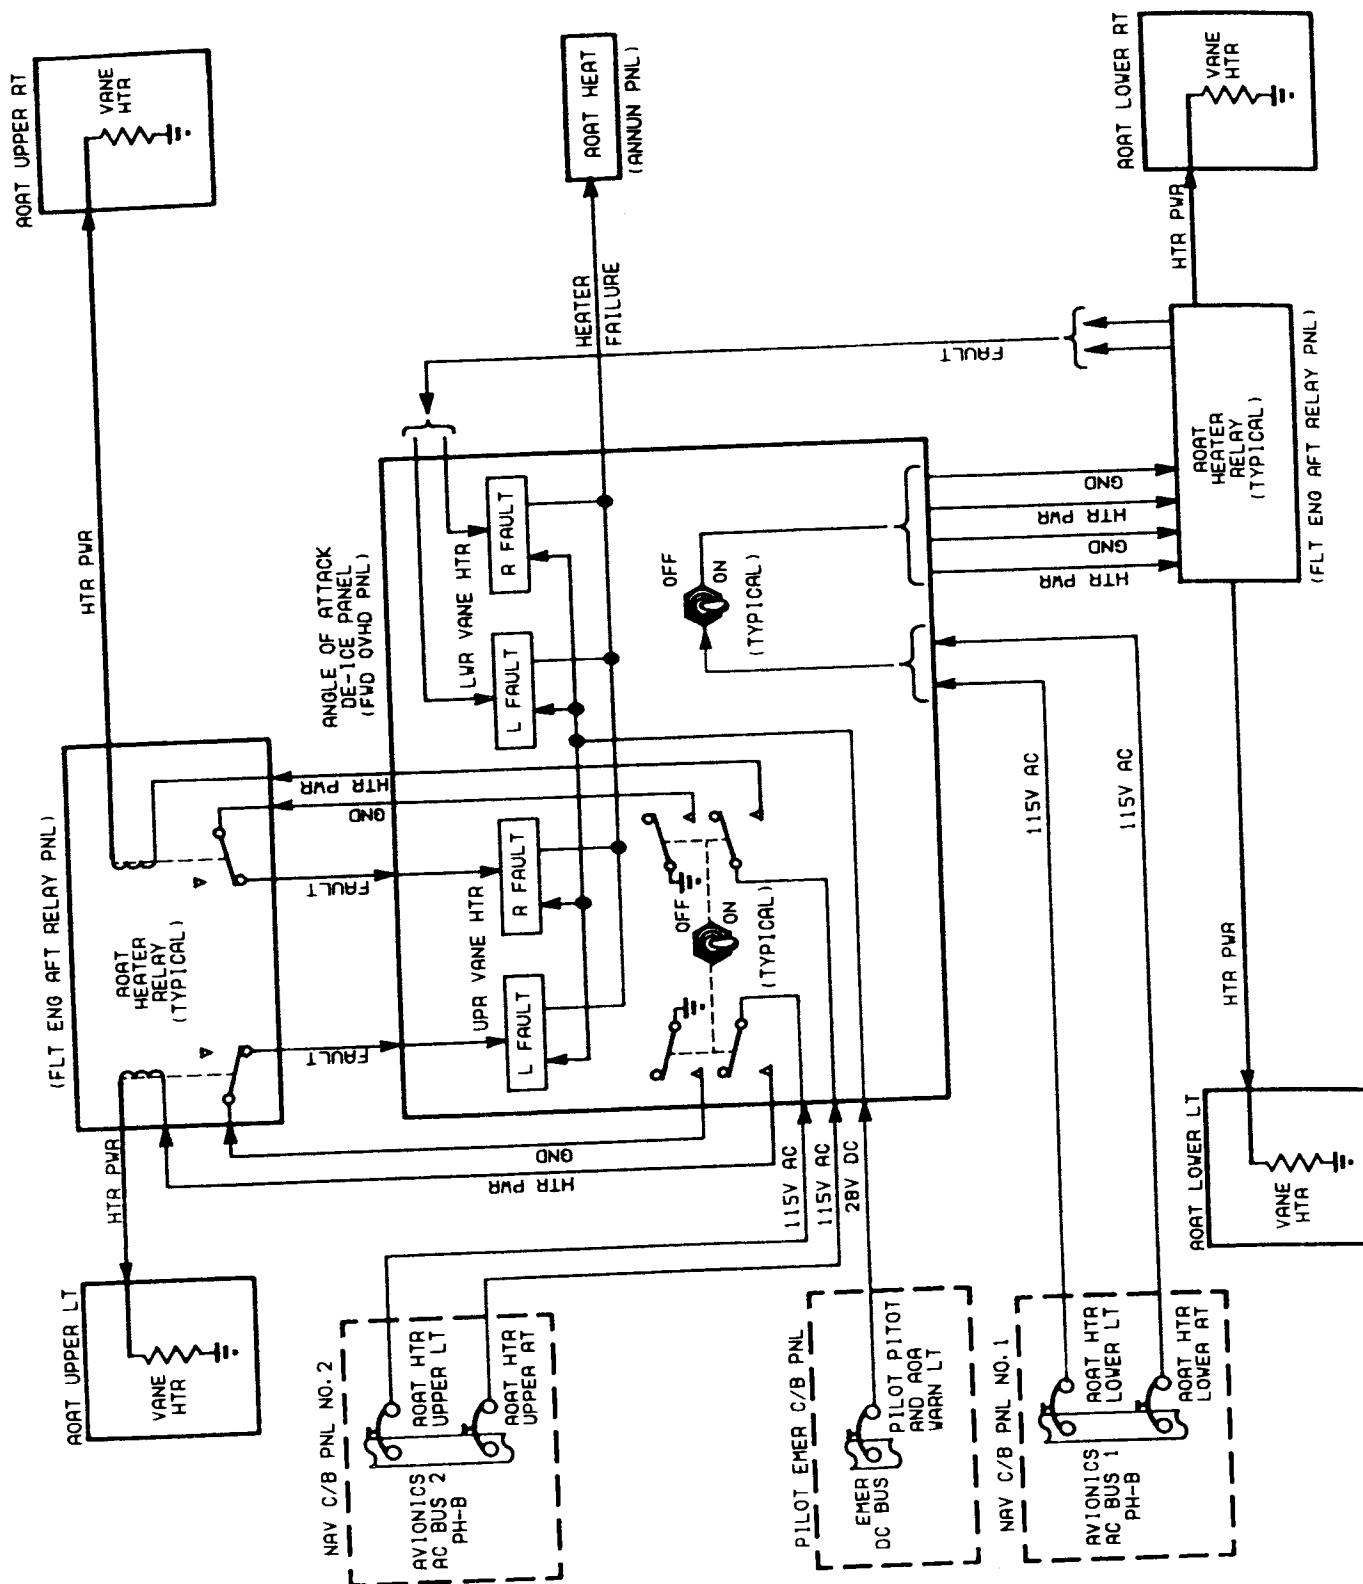 AOAT UPPER RT
VANE
HTR
AOAT HEAT
(ANNUN PNL)
AOAT LOWER RT
VANE
HTR
HTR PWR
HTR PWR
HEATER
FAILURE
FAULT
(FLT ENG AFT RELAY PNL)
AOAT
HEATER
RELAY
(TYPICAL)
HTR PWR
GND
FAULT
FAULT
ANGLE OF ATTACK
DE-ICE PANEL
(FWD OVHD PNL)
LWR VANE HTR
R FAULT
L FAULT
UPR VANE HTR
R FAULT
L FAULT
OFF
ON
(TYPICAL)
OFF
ON
(TYPICAL)
GND
HTR PWR
GND
HTR PWR
AOAT
HEATER
RELAY
(TYPICAL)
(FLT ENG AFT RELAY PNL)
115V AC
115V AC
HTR PWR
HTR PWR
GND
HTR PWR
115V AC
115V AC
28V DC
AOAT UPPER LT
VANE
HTR
AOAT LOWER LT
VANE
HTR
NAV C/B PNL NO.2
AOAT HTR
UPPER LT
AOAT HTR
UPPER RT
AVIONICS
AC BUS 2
PH-B
PILOT EMER C/B PNL
PILOT PITOT
AND AOA
WARN LT
EMER
DC BUS
NAV C/B PNL NO.1
AOAT HTR
LOWER LT
AOAT HTR
LOWER RT
AVIONICS
AC BUS 1
PH-B